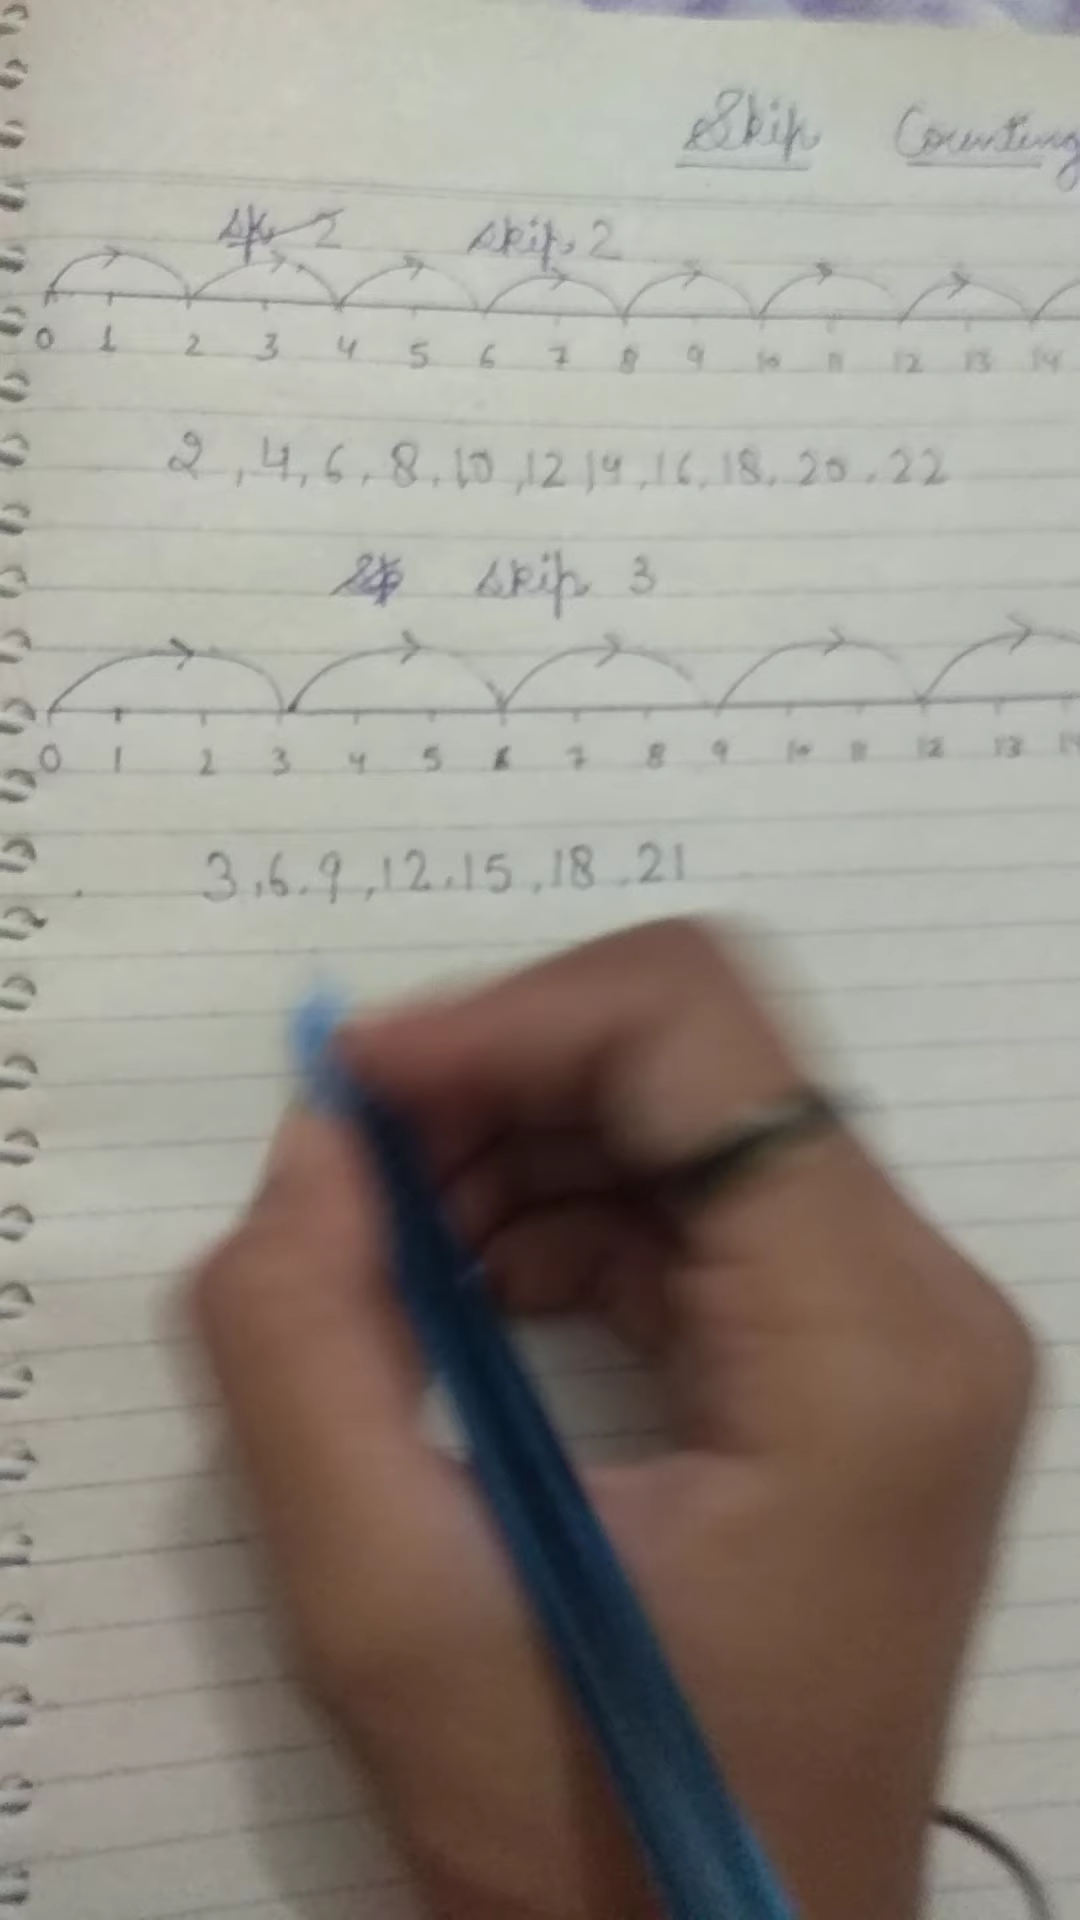 Skip Counting
skip 2
0 1 2 3 4 5 6 7 8 9 10 11 12 13 14
2, 4, 6, 8, 10, 12 14, 16, 18, 20, 22
skip 3
0 1 2 3 4 5 6 7 8 9 10 11 12 13 14
3, 6, 9, 12, 15, 18, 21